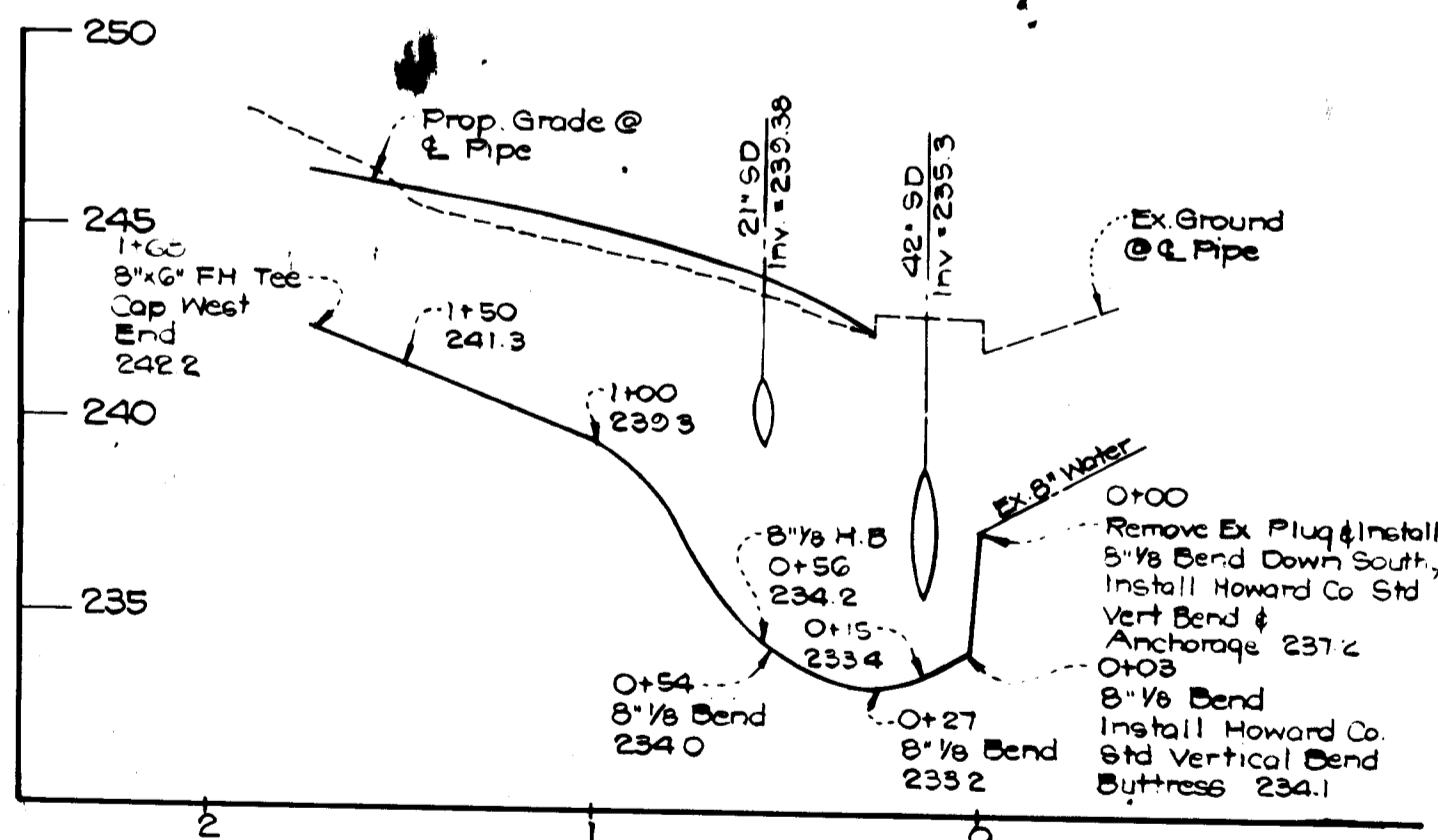 250
Prop. Grade @
℄ Pipe
21" SD
Inv. = 239.38
42" SD
Inv = 235.3
245
Ex. Ground
@ ℄ Pipe
8"x6" FH Tee
Cap West
End
242 2
1+50
241.3
1+00
239 3
240
Ex. 8" Water
0+00
Remove Ex Plug & Install
8" 1/8 Bend Down South,
Install Howard Co Std
Vert Bend &
Anchorage 237.2
8" 1/8 H.B
0+56
234.2
0+15
233 4
235
0+54
8" 1/8 Bend
234 0
0+27
8" 1/8 Bend
233 2
0+03
8" 1/8 Bend
Install Howard Co.
Std Vertical Bend
Buttress 234.1
2
1
0